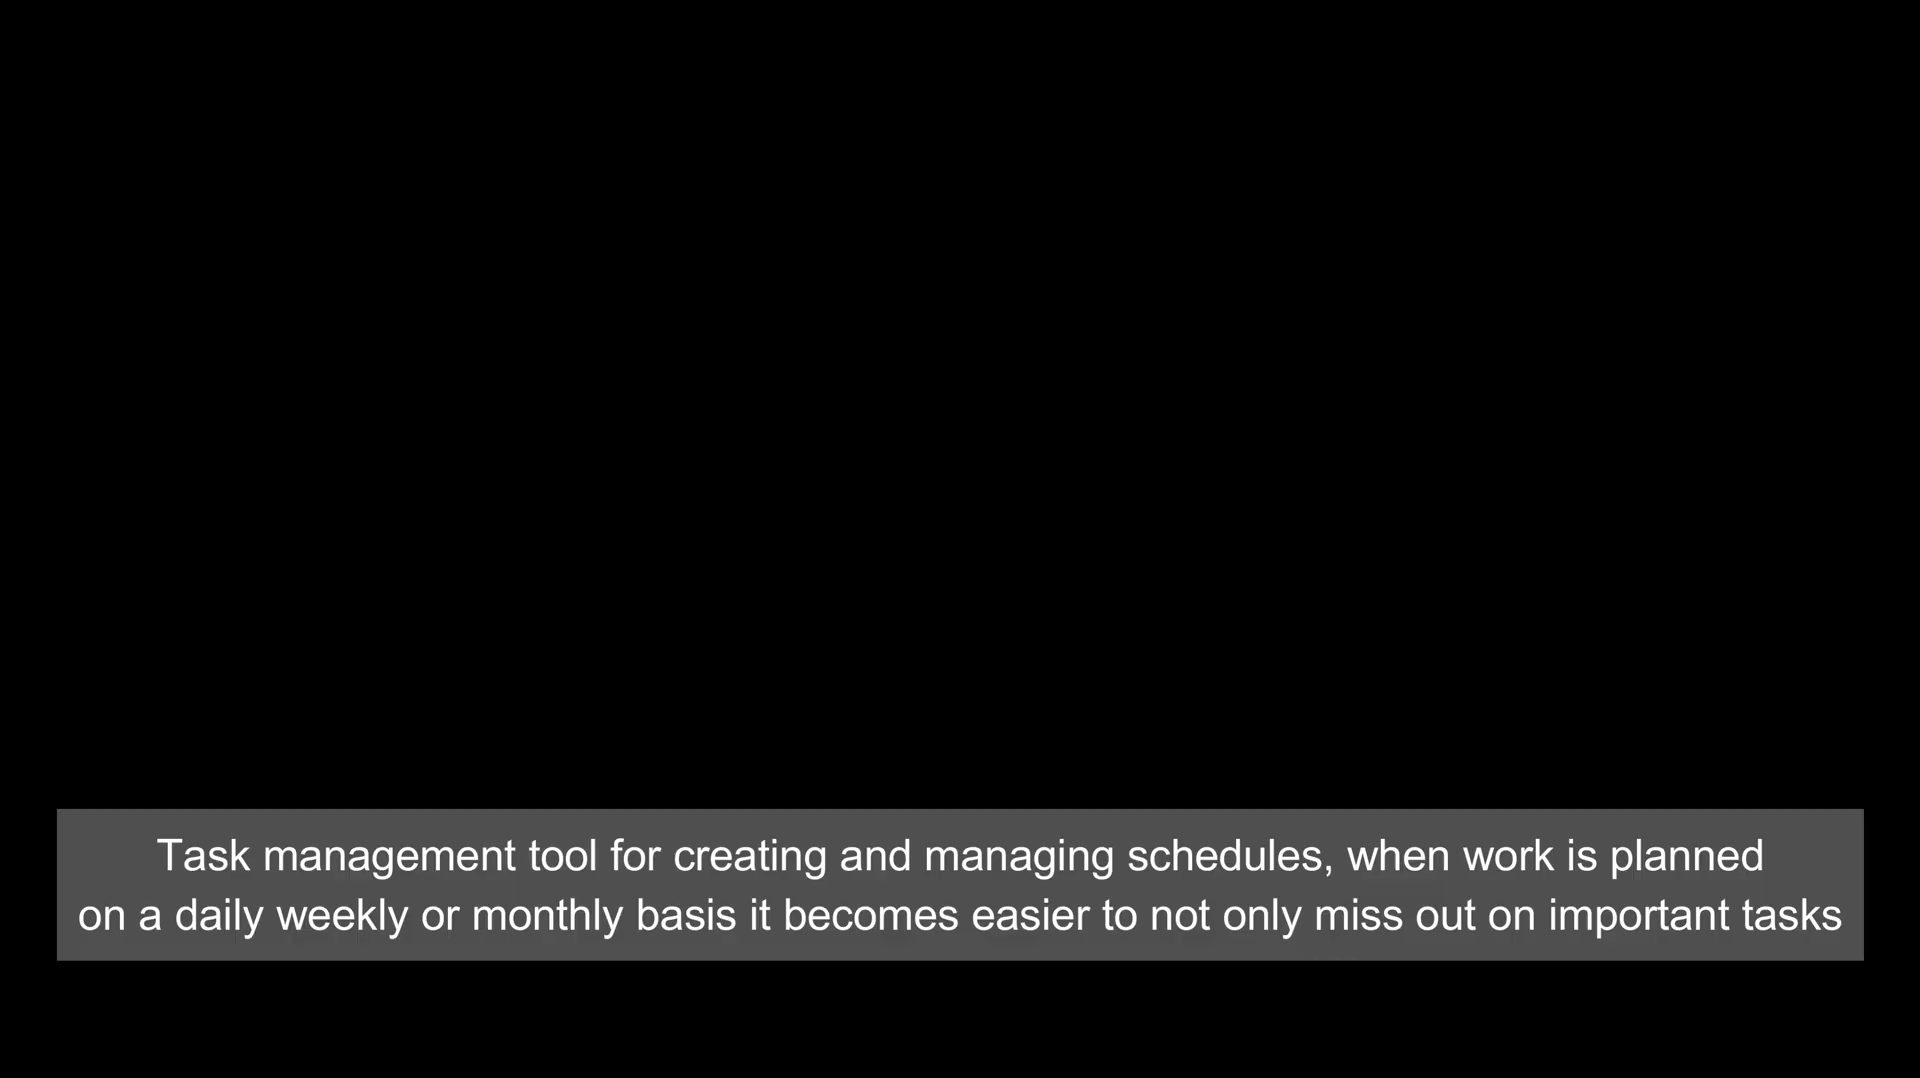 Task management tool for creating and managing schedules, when work is planned
on a daily weekly or monthly basis it becomes easier to not only miss out on important tasks